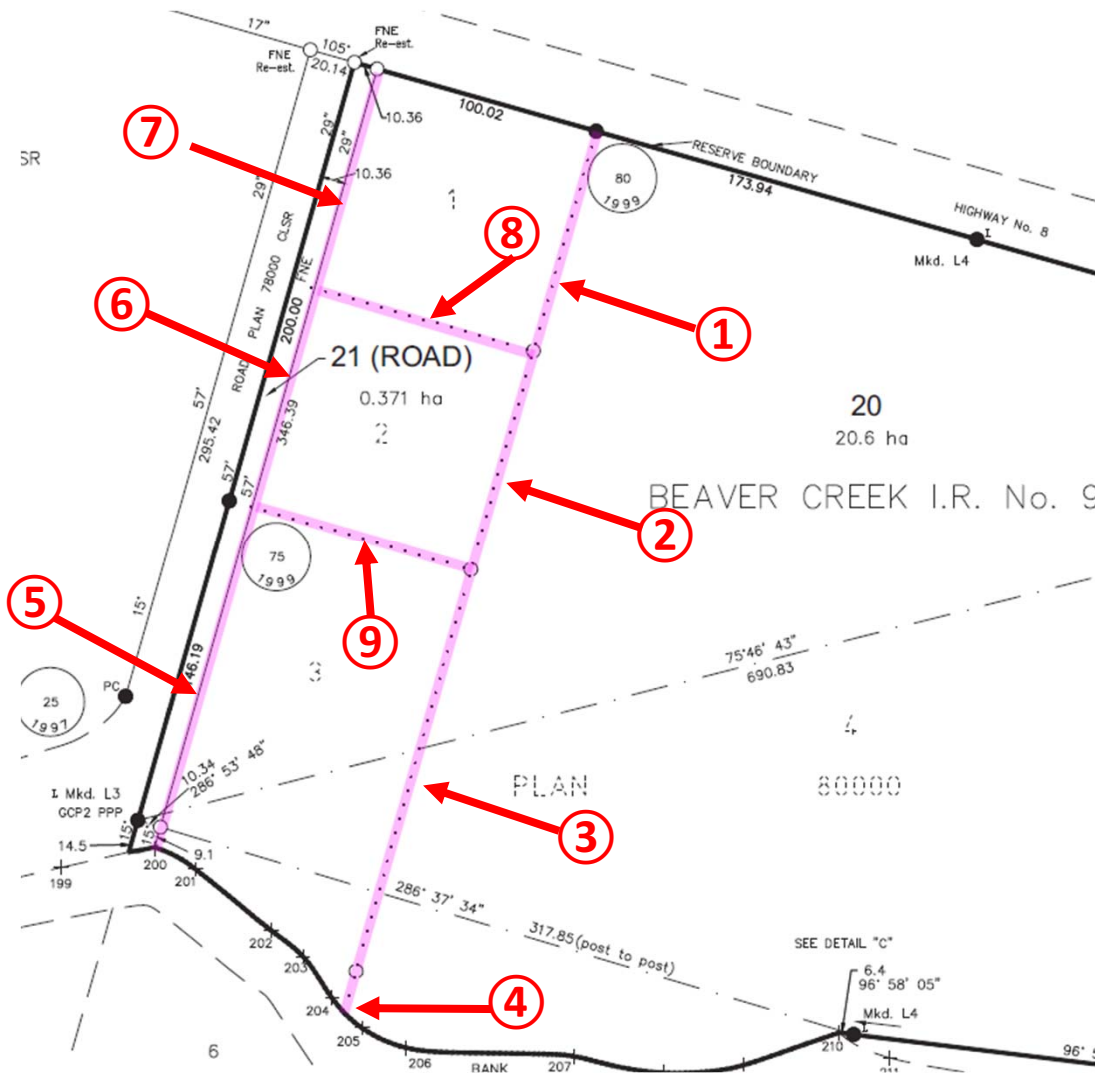 17"
FNE
Re-est.
105°
20.14
FNE
Re-est.
10.36
100.02
⑦
SR
29"
29"
29"
10.36
RESERVE BOUNDARY
173.94
80
1999
HIGHWAY No. 8
I
Mkd. L4
1
⑧
⑥
①
ROAD PLAN 78000 CLSR
200.00 FNE
21 (ROAD)
0.371 ha
2
346.39
20
20.6 ha
57'
295.42
57'
57'
BEAVER CREEK I.R. No. 9
②
75
1999
⑨
⑤
15°
146.19
3
75°46' 43"
690.83
PC
25
1997
4
10.34
286° 53' 48"
I Mkd. L3
GCP2 PPP
PLAN
80000
③
15°
15°
14.5
9.1
199
200
201
286° 37' 34"
317.85(post to post)
202
203
SEE DETAIL "C"
6.4
96° 58' 05"
④
204
205
I
Mkd. L4
210
211
6
206
BANK
207
96°